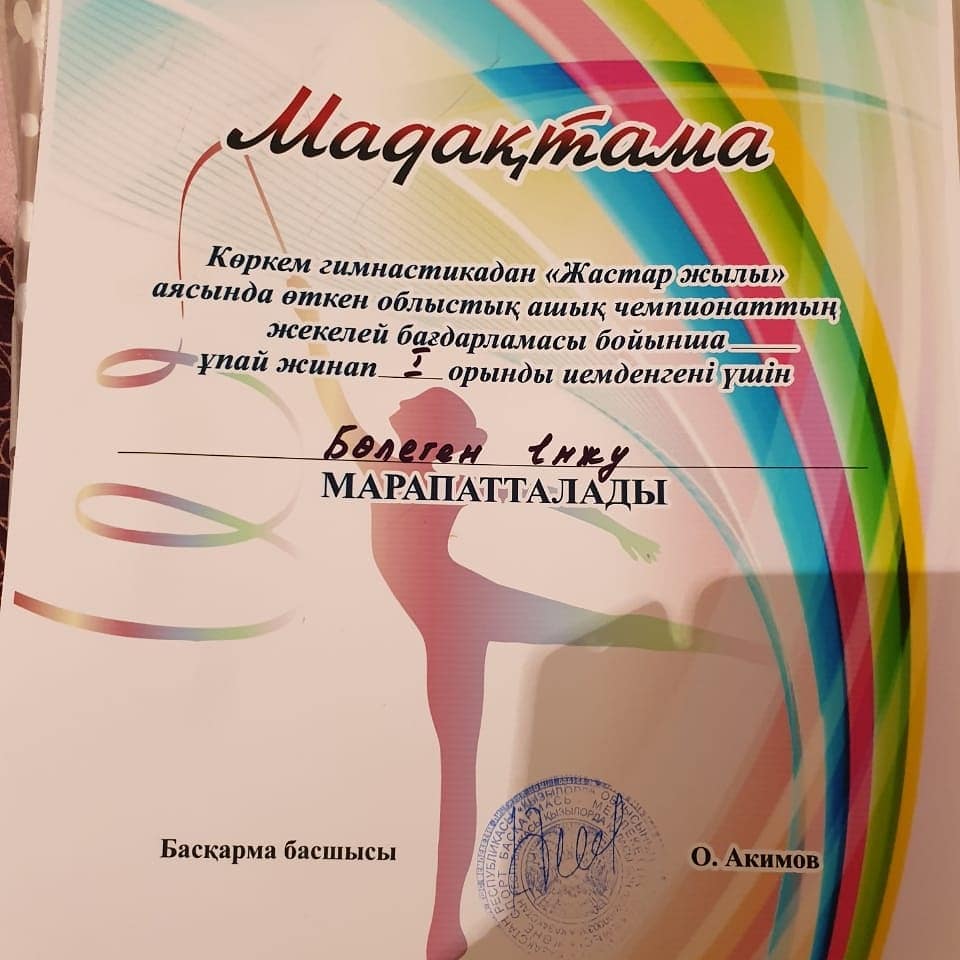 Мадақтама
Көркем гимнастикадан «Жастар жылы»
аясында өткен облыстық ашық чемпионаттың
жекелей бағдарламасы бойынша ____
ұпай жинап I орынды иемденгені үшін
Бөлеген Інжу
МАРАПАТТАЛАДЫ
Басқарма басшысы
О. Акимов